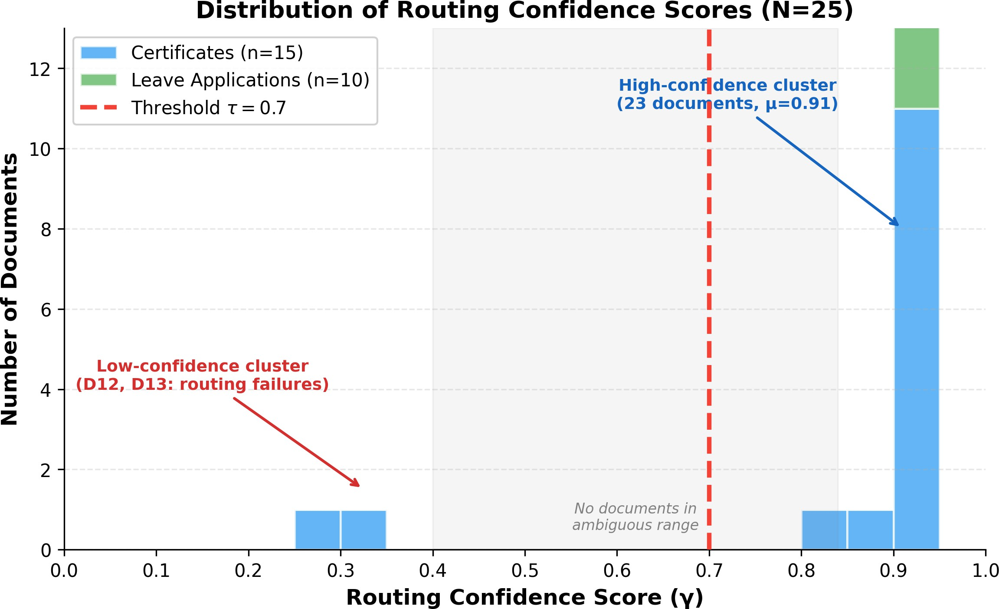 Distribution of Routing Confidence Scores (N=25)
Certificates (n=15)
Leave Applications (n=10)
Threshold τ = 0.7
High-confidence cluster
(23 documents, μ=0.91)
Low-confidence cluster
(D12, D13: routing failures)
No documents in
ambiguous range
Number of Documents
12
10
8
6
4
2
0
0.0 0.1 0.2 0.3 0.4 0.5 0.6 0.7 0.8 0.9 1.0
Routing Confidence Score (γ)